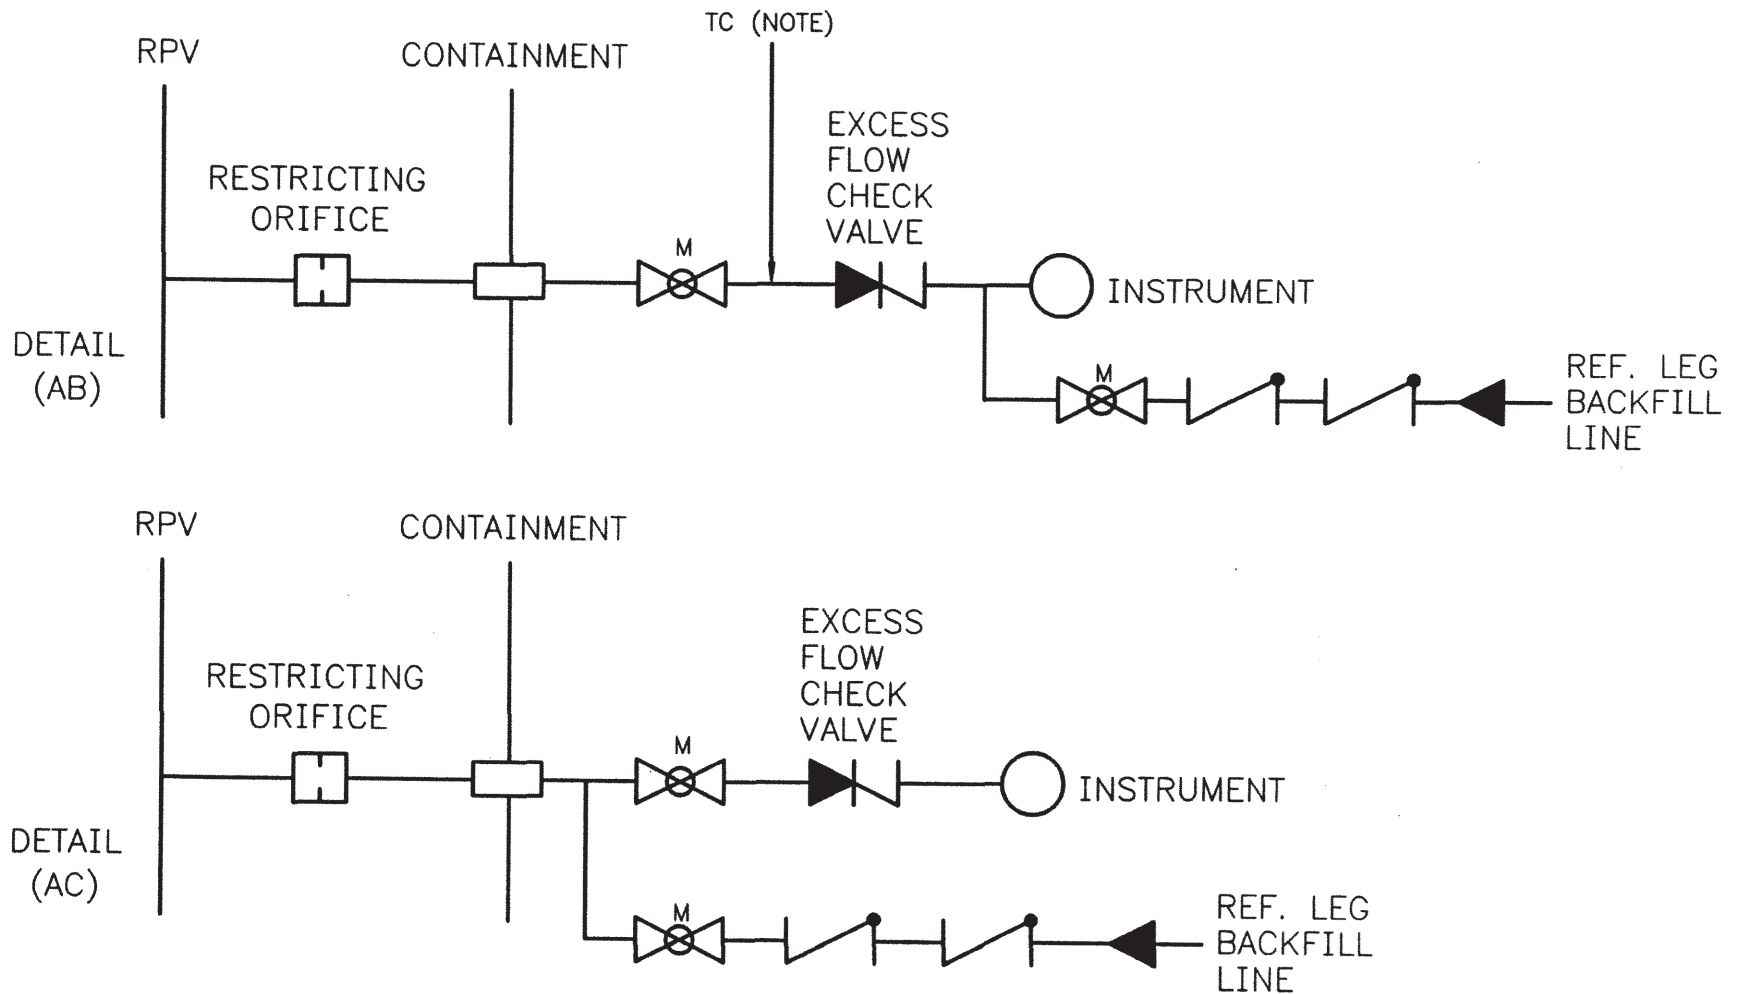 TC (NOTE)
RPV
CONTAINMENT
EXCESS
FLOW
CHECK
VALVE
RESTRICTING
ORIFICE
M
INSTRUMENT
DETAIL
(AB)
M
REF. LEG
BACKFILL
LINE
RPV
CONTAINMENT
EXCESS
FLOW
CHECK
VALVE
RESTRICTING
ORIFICE
M
INSTRUMENT
DETAIL
(AC)
M
REF. LEG
BACKFILL
LINE